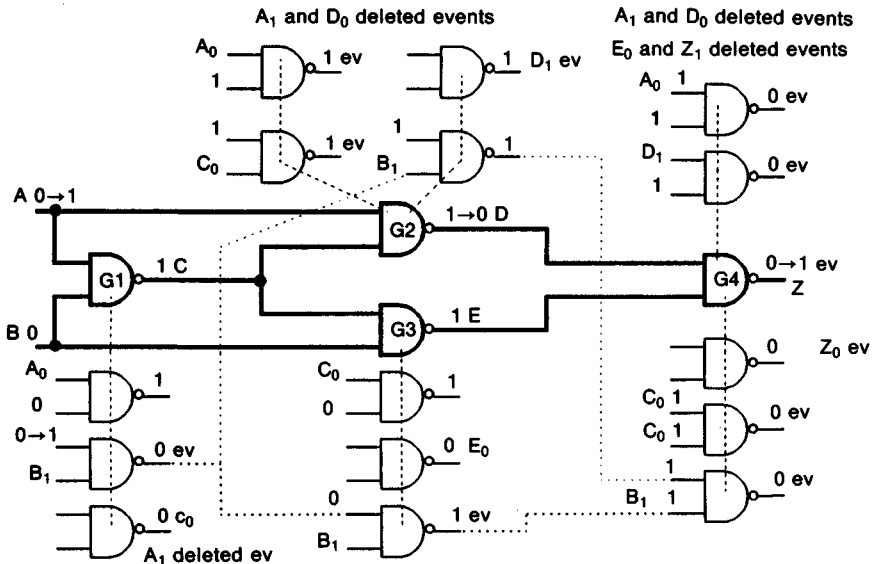 A₁ and D₀ deleted events
A₁ and D₀ deleted events
E₀ and Z₁ deleted events
A₀
1
1 ev
1
D₁ ev
A₀
1
1
0 ev
1
C₀
1 ev
1
B₁
1
D₁
1
0 ev
A 0→1
G2
1→0 D
G1
1 C
G4
0→1 ev
Z
B 0
G3
1 E
A₀
0
1
C₀
0
1
0
Z₀ ev
0→1
B₁
0 ev
0 E₀
C₀ 1
C₀ 1
0 ev
0 c₀
A₁ deleted ev
0
B₁
1 ev
1
B₁ 1
0 ev